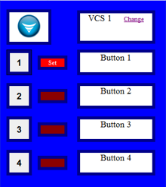 VCS 1 Change
1 Set Button 1
2 Button 2
3 Button 3
4 Button 4